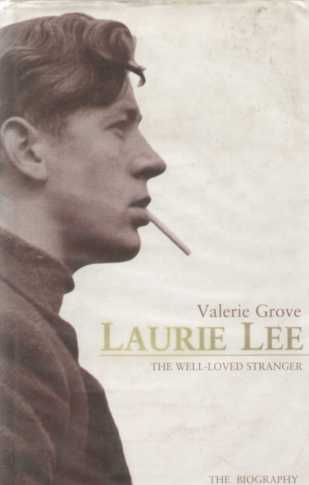 Valerie Grove
LAURIE LEE
THE WELL-LOVED STRANGER
THE BIOGRAPHY